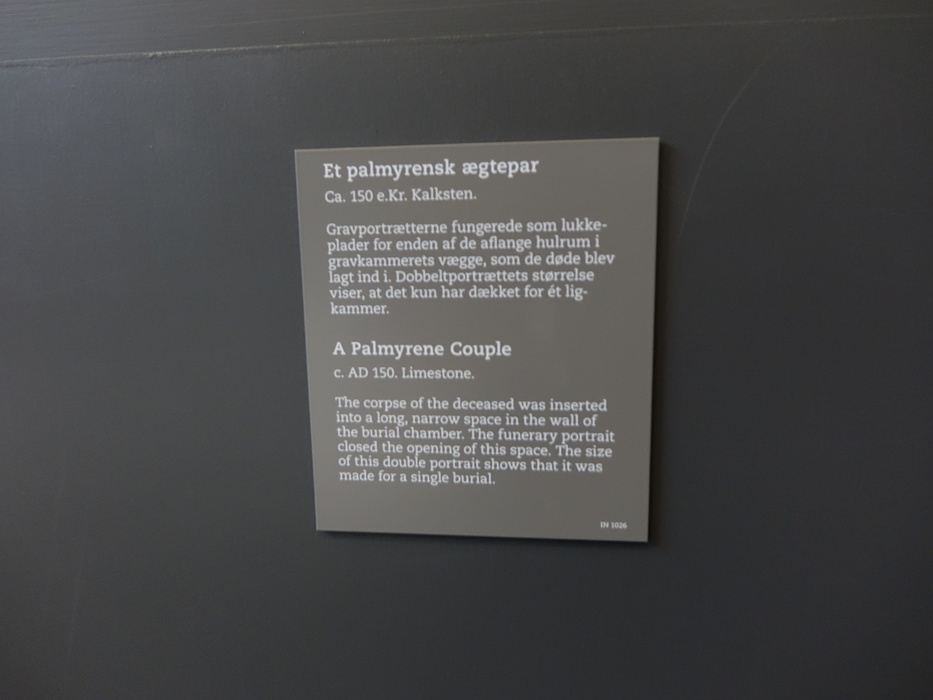 Et palmyrensk ægtepar
Ca. 150 e.Kr. Kalksten.
Gravportrætterne fungerede som lukke-
plader for enden af de aflange hulrum i
gravkammerets vægge, som de døde blev
lagt ind i. Dobbeltportrættets størrelse
viser, at det kun har dækket for ét lig-
kammer.
A Palmyrene Couple
c. AD 150. Limestone.
The corpse of the deceased was inserted
into a long, narrow space in the wall of
the burial chamber. The funerary portrait
closed the opening of this space. The size
of this double portrait shows that it was
made for a single burial.
IN 1026